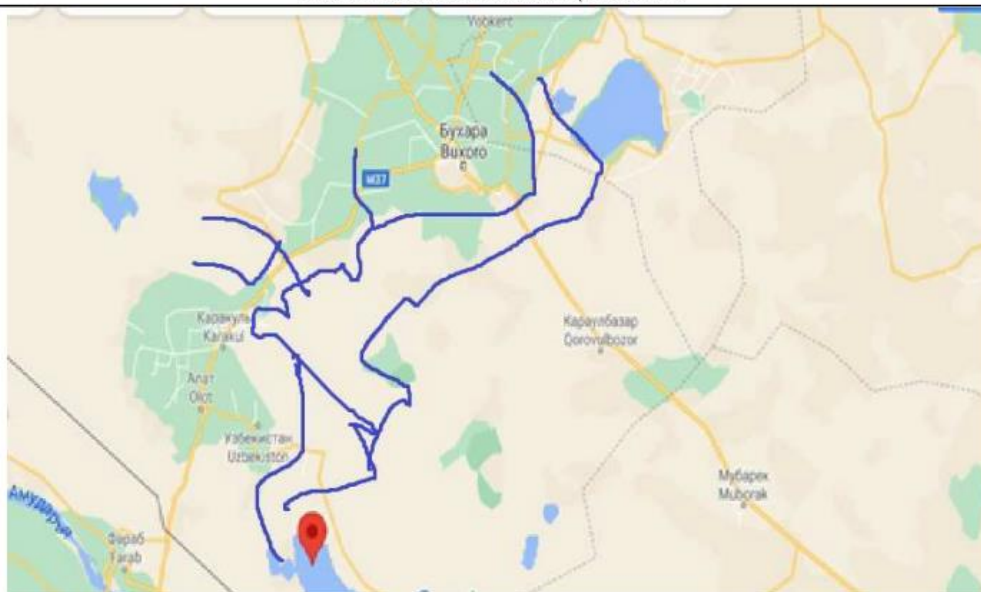 Vobkent
Бухара
Buxoro
M37
Каракуль
Karakul
Караулбазар
Qorovulbozor
Алат
Olot
Узбекистан
Uzbekiston
Мубарек
Muborak
Амударья
Фараб
Farab